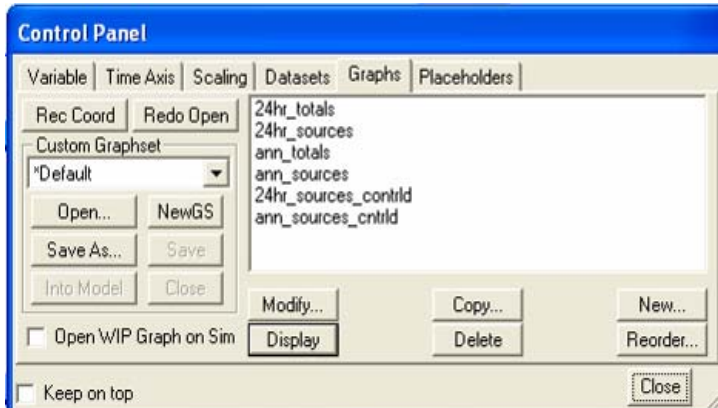 Control Panel
Variable Time Axis Scaling Datasets Graphs Placeholders
Rec Coord Redo Open
Custom Graphset
*Default
Open... NewGS
Save As... Save
Into Model Close
Open WIP Graph on Sim
24hr_totals
24hr_sources
ann_totals
ann_sources
24hr_sources_contrld
ann_sources_cntrld
Modify... Copy... New...
Display Delete Reorder...
Keep on top
Close